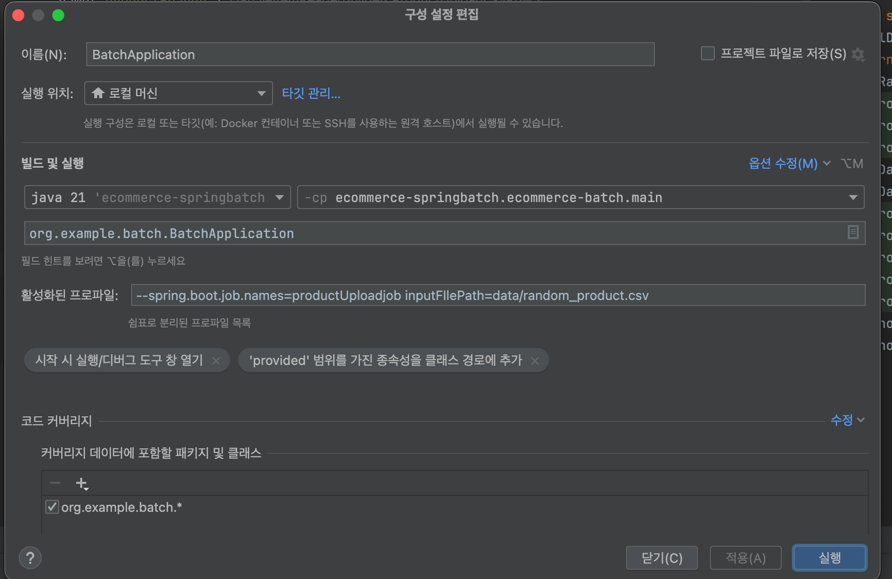 구성 설정 편집
이름(N): BatchApplication 프로젝트 파일로 저장(S)
실행 위치: 로컬 머신 타깃 관리...
실행 구성은 로컬 또는 타깃(예: Docker 컨테이너 또는 SSH를 사용하는 원격 호스트)에서 실행될 수 있습니다.
빌드 및 실행 옵션 수정(M) ⌥M
java 21 'ecommerce-springbatch -cp ecommerce-springbatch.ecommerce-batch.main
org.example.batch.BatchApplication
필드 힌트를 보려면 ⌥을(를) 누르세요
활성화된 프로파일: --spring.boot.job.names=productUploadjob inputFIlePath=data/random_product.csv
쉼표로 분리된 프로파일 목록
시작 시 실행/디버그 도구 창 열기 'provided' 범위를 가진 종속성을 클래스 경로에 추가
코드 커버리지 수정
커버리지 데이터에 포함할 패키지 및 클래스
org.example.batch.*
? 닫기(C) 적용(A) 실행